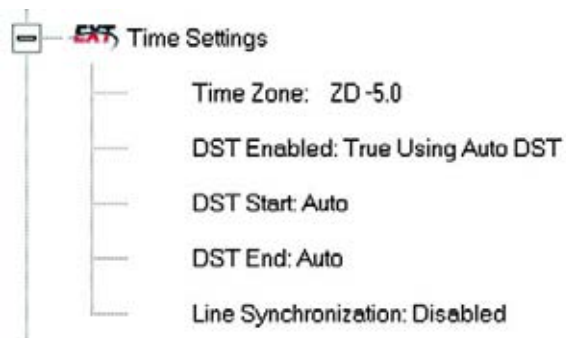 EXT Time Settings
Time Zone: ZD -5.0
DST Enabled: True Using Auto DST
DST Start: Auto
DST End: Auto
Line Synchronization: Disabled